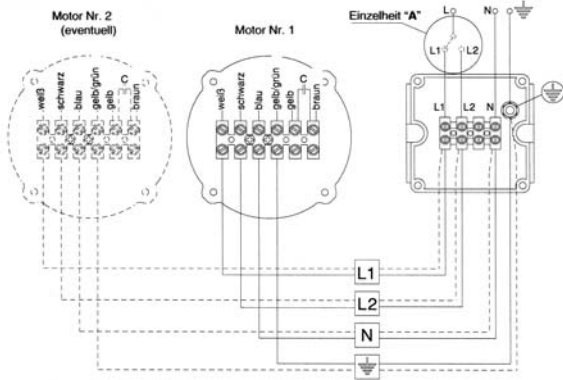 Motor Nr. 2
(eventuell)
Motor Nr. 1
Einzelheit "A"
L
N
L1
L2
weiß
schwarz
blau
gelb/grün
gelb
C
braun
weiß
schwarz
blau
gelb/grün
gelb
C
braun
L1
L2
N
L1
L2
N